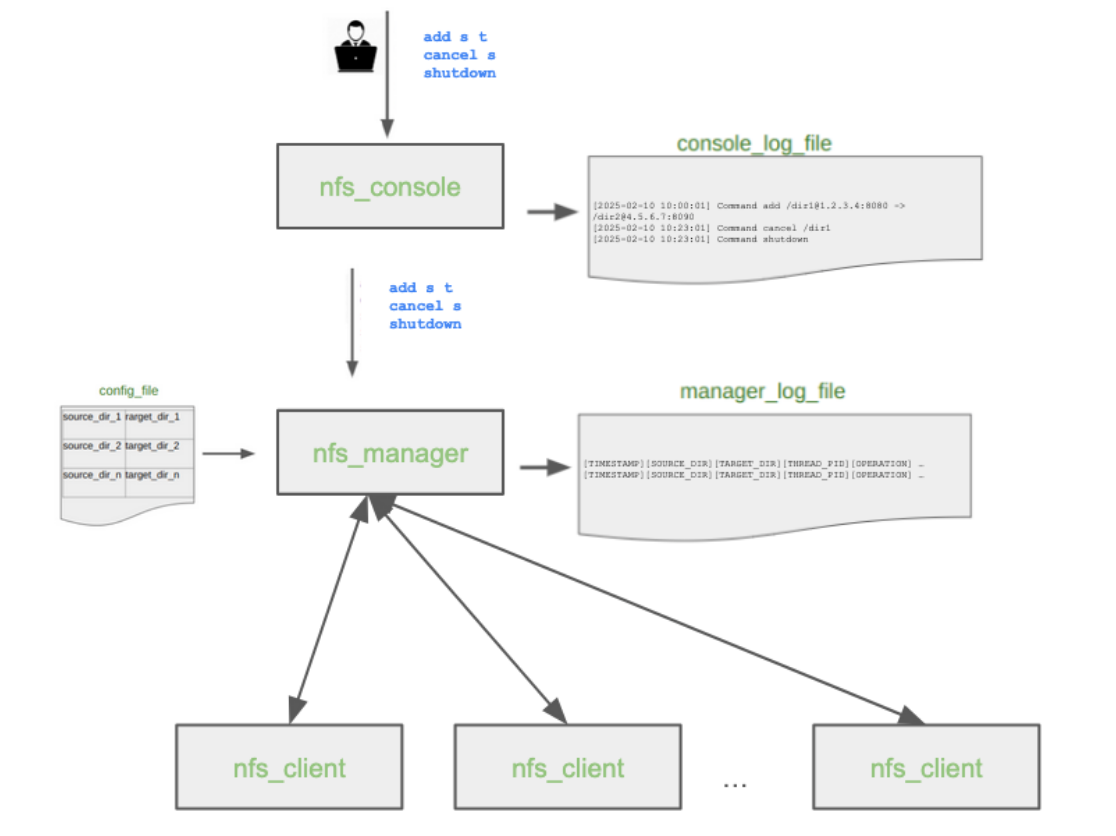 add s t
cancel s
shutdown
console_log_file
nfs_console
[2025-02-10 10:00:01] Command add /dir1@1.2.3.4:8080 ->
/dir2@4.5.6.7:8090
[2025-02-10 10:23:01] Command cancel /dir1
[2025-02-10 10:23:01] Command shutdown
add s t
cancel s
shutdown
config_file
source_dir_1 rarget_dir_1
source_dir_2 target_dir_2
source_dir_n target_dir_n
nfs_manager
manager_log_file
[TIMESTAMP][SOURCE_DIR][TARGET_DIR][THREAD_PID][OPERATION] …
[TIMESTAMP][SOURCE_DIR][TARGET_DIR][THREAD_PID][OPERATION] …
nfs_client
nfs_client
...
nfs_client